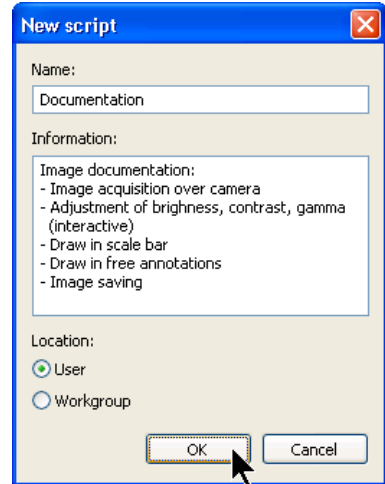 New script
Name:
Documentation
Information:
Image documentation:
- Image acquisition over camera
- Adjustment of brighness, contrast, gamma
(interactive)
- Draw in scale bar
- Draw in free annotations
- Image saving
Location:
User
Workgroup
OK
Cancel